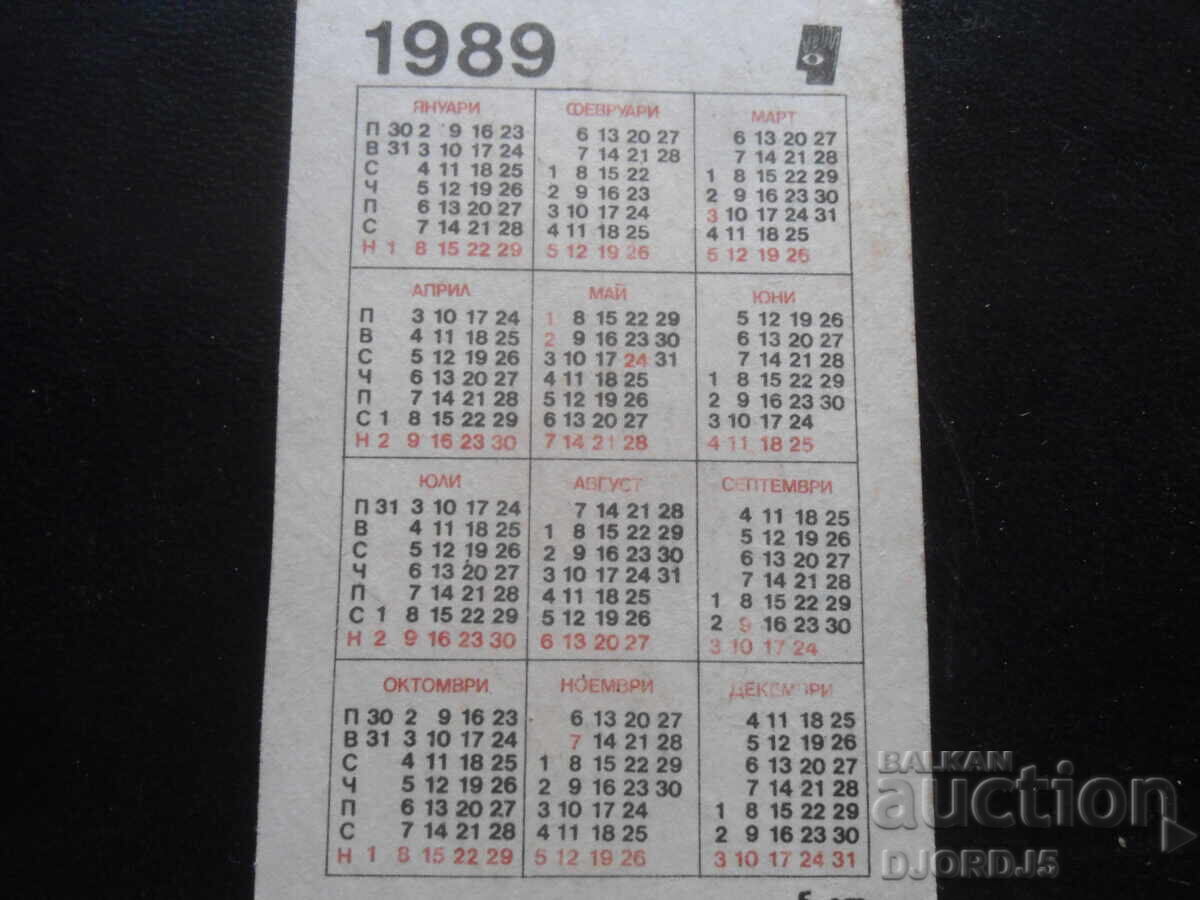 1989
ЯНУАРИ
П 30 2 9 16 23
В 31 3 10 17 24
С 4 11 18 25
Ч 5 12 19 26
П 6 13 20 27
С 7 14 21 28
Н 1 8 15 22 29
ФЕВРУАРИ
6 13 20 27
7 14 21 28
1 8 15 22
2 9 16 23
3 10 17 24
4 11 18 25
5 12 19 26
МАРТ
6 13 20 27
7 14 21 28
1 8 15 22 29
2 9 16 23 30
3 10 17 24 31
4 11 18 25
5 12 19 26
АПРИЛ
П 3 10 17 24
В 4 11 18 25
С 5 12 19 26
Ч 6 13 20 27
П 7 14 21 28
С 1 8 15 22 29
Н 2 9 16 23 30
МАЙ
1 8 15 22 29
2 9 16 23 30
3 10 17 24 31
4 11 18 25
5 12 19 26
6 13 20 27
7 14 21 28
ЮНИ
5 12 19 26
6 13 20 27
7 14 21 28
1 8 15 22 29
2 9 16 23 30
3 10 17 24
4 11 18 25
ЮЛИ
П 31 3 10 17 24
В 4 11 18 25
С 5 12 19 26
Ч 6 13 20 27
П 7 14 21 28
С 1 8 15 22 29
Н 2 9 16 23 30
АВГУСТ
7 14 21 28
1 8 15 22 29
2 9 16 23 30
3 10 17 24 31
4 11 18 25
5 12 19 26
6 13 20 27
СЕПТЕМВРИ
4 11 18 25
5 12 19 26
6 13 20 27
7 14 21 28
1 8 15 22 29
2 9 16 23 30
3 10 17 24
ОКТОМВРИ
П 30 2 9 16 23
В 31 3 10 17 24
С 4 11 18 25
Ч 5 12 19 26
П 6 13 20 27
С 7 14 21 28
Н 1 8 15 22 29
НОЕМВРИ
6 13 20 27
7 14 21 28
1 8 15 22 29
2 9 16 23 30
3 10 17 24
4 11 18 25
5 12 19 26
ДЕКЕМВРИ
4 11 18 25
5 12 19 26
6 13 20 27
7 14 21 28
1 8 15 22 29
2 9 16 23 30
3 10 17 24 31
BALKAN
auction
DJORDJ5